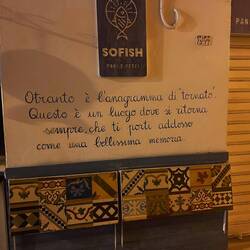 SOFISH
Otranto è l'anagramma di "tornato".
Questo è un luogo dove si ritorna
sempre, che ti porti addosso
come una bellissima memoria.